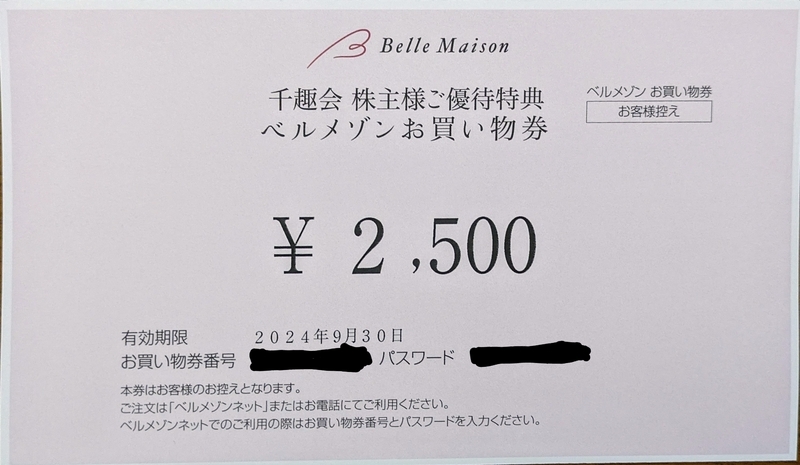 Belle Maison
千趣会 株主様ご優待特典
ベルメゾンお買い物券
ベルメゾン お買い物券
お客様控え
¥ 2,500
有効期限 2024年9月30日
お買い物券番号 パスワード
本券はお客様のお控えとなります。
ご注文は「ベルメゾンネット」またはお電話にてご利用ください。
ベルメゾンネットでのご利用の際はお買い物券番号とパスワードを入力ください。